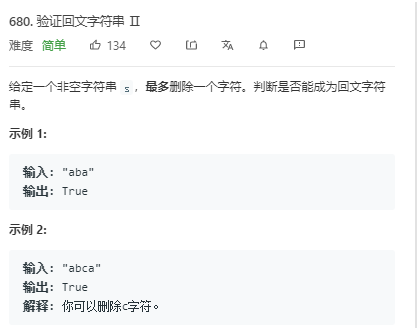 680. 验证回文字符串 Ⅱ
难度 简单 134
给定一个非空字符串 s，最多删除一个字符。判断是否能成为回文字符
串。
示例 1:
输入: "aba"
输出: True
示例 2:
输入: "abca"
输出: True
解释: 你可以删除c字符。